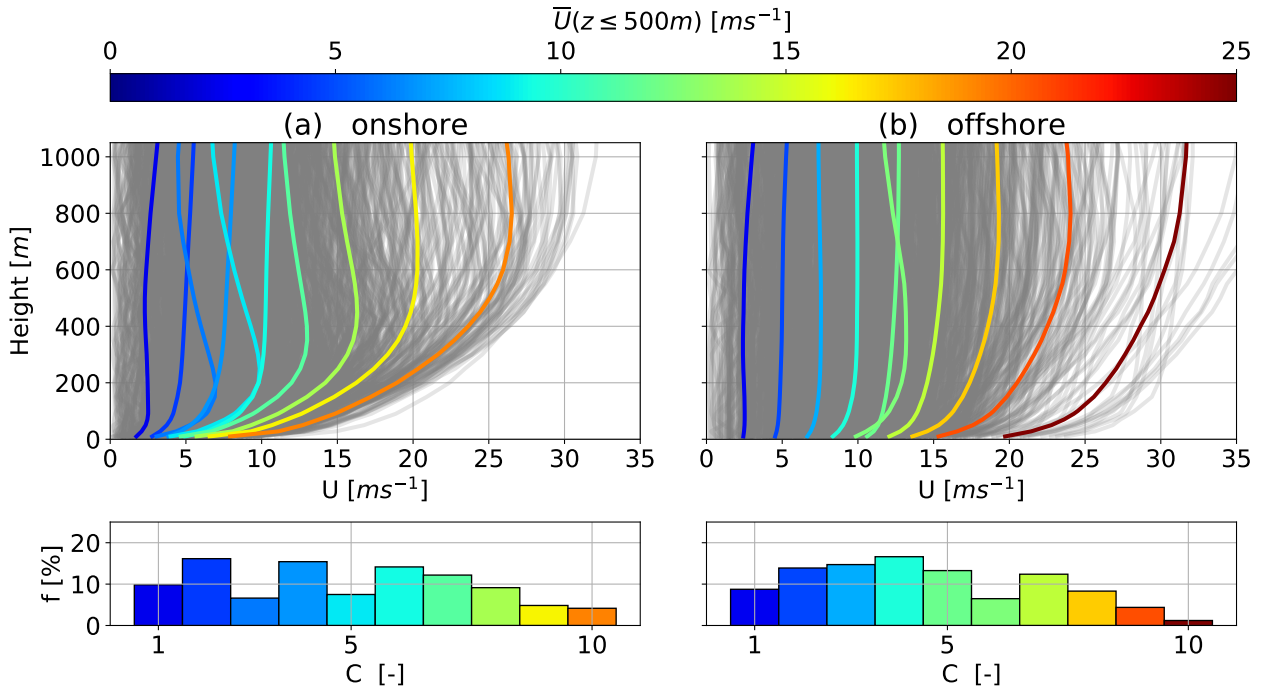 U̅(z ≤ 500m) [ms⁻¹]
0 5 10 15 20 25
(a) onshore (b) offshore
1000
800
600
400
200
0
Height [m]
0 5 10 15 20 25 30 35 0 5 10 15 20 25 30 35
U [ms⁻¹] U [ms⁻¹]
20
10
0
f [%]
1 5 10 1 5 10
C [-] C [-]